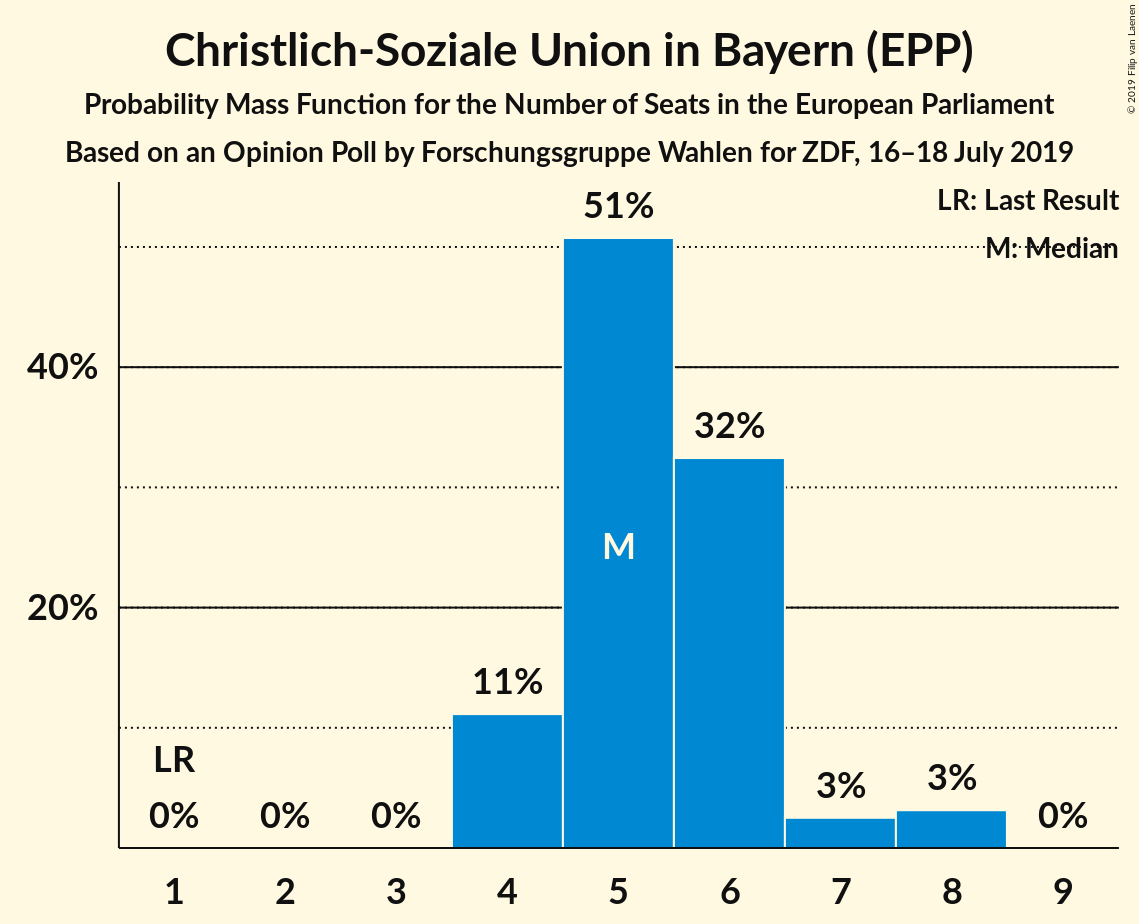 Christlich-Soziale Union in Bayern (EPP)
Probability Mass Function for the Number of Seats in the European Parliament
Based on an Opinion Poll by Forschungsgruppe Wahlen for ZDF, 16–18 July 2019
© 2019 Filip van Laenen
LR: Last Result
M: Median
51%
40%
32%
M
20%
11%
LR
3%
3%
0%
0%
0%
0%
1 2 3 4 5 6 7 8 9